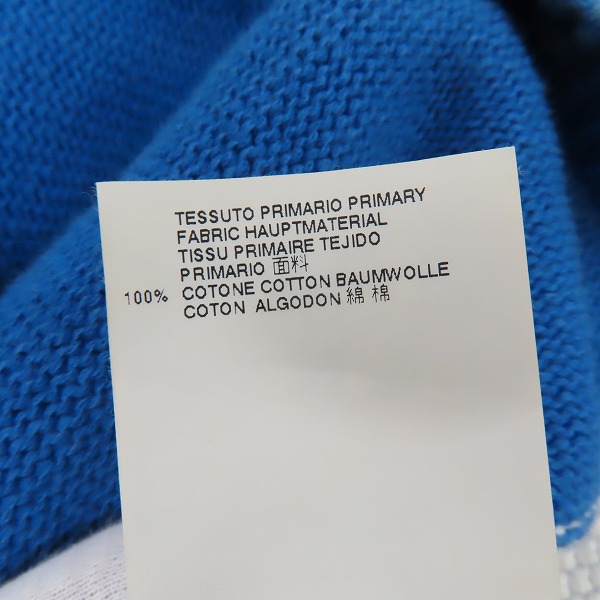 TESSUTO PRIMARIO PRIMARY
FABRIC HAUPTMATERIAL
TISSU PRIMAIRE TEJIDO
PRIMARIO 面料
100% COTONE COTTON BAUMWOLLE
COTON ALGODON 綿 棉